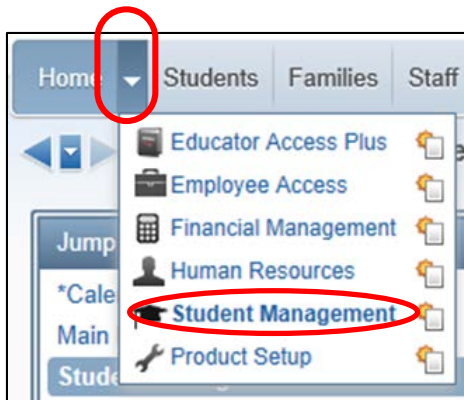 Home Students Families Staff
Educator Access Plus
Employee Access
Financial Management
Jump
Human Resources
*Cale
Student Management
Main
Product Setup